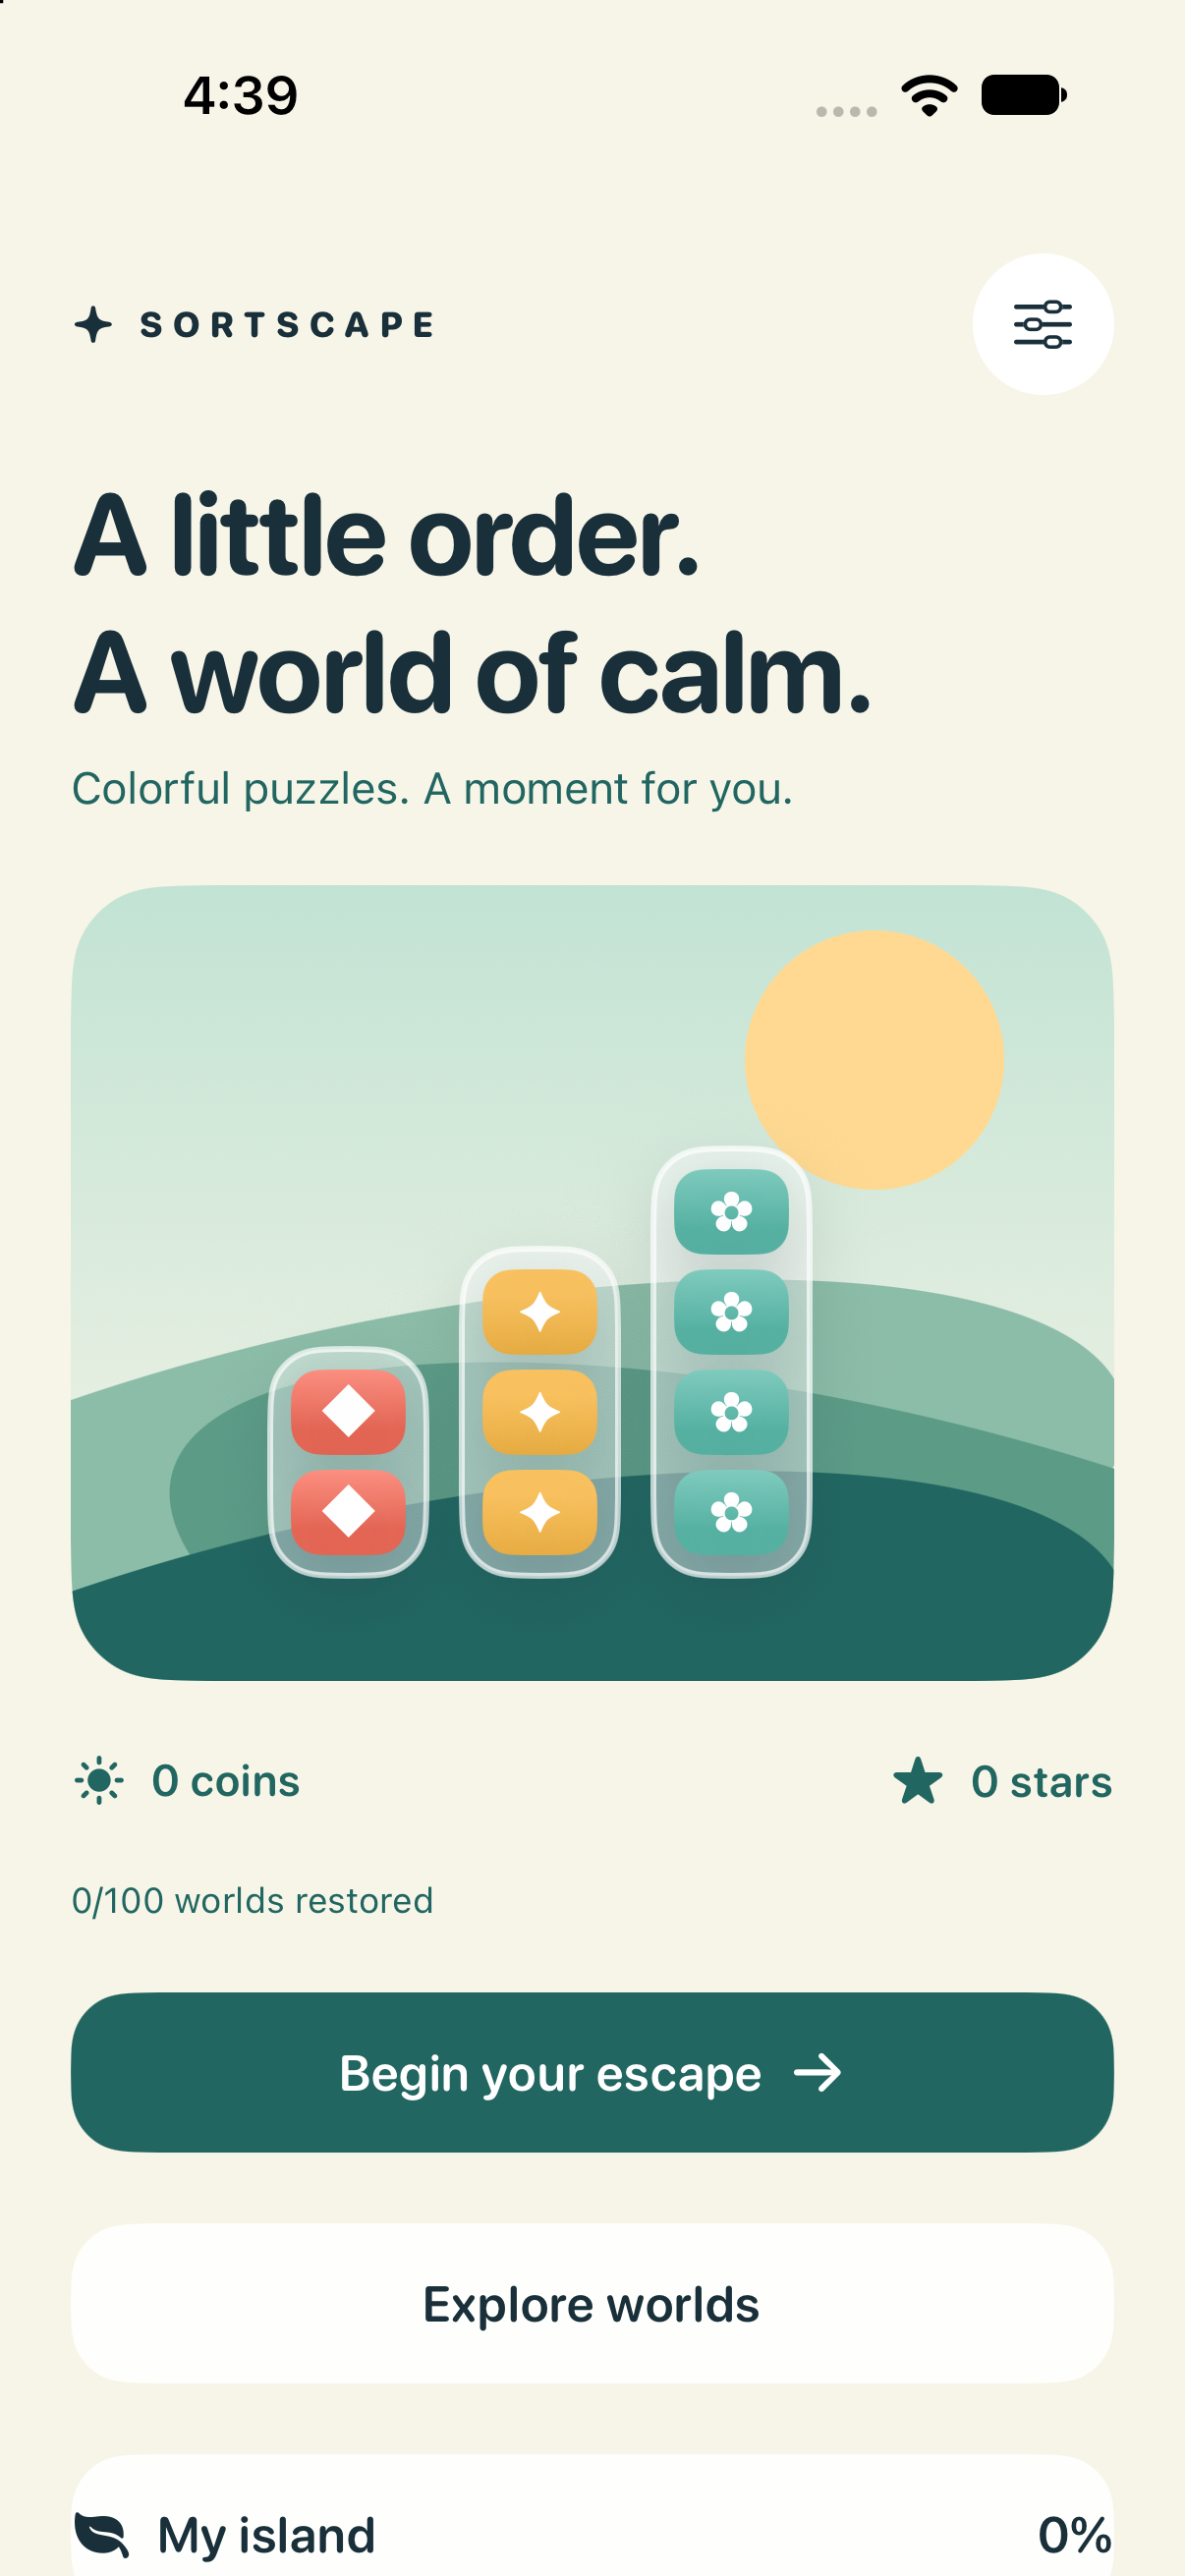 4:39
SORTSCAPE
A little order.
A world of calm.
Colorful puzzles. A moment for you.
0 coins
0 stars
0/100 worlds restored
Begin your escape →
Explore worlds
My island
0%